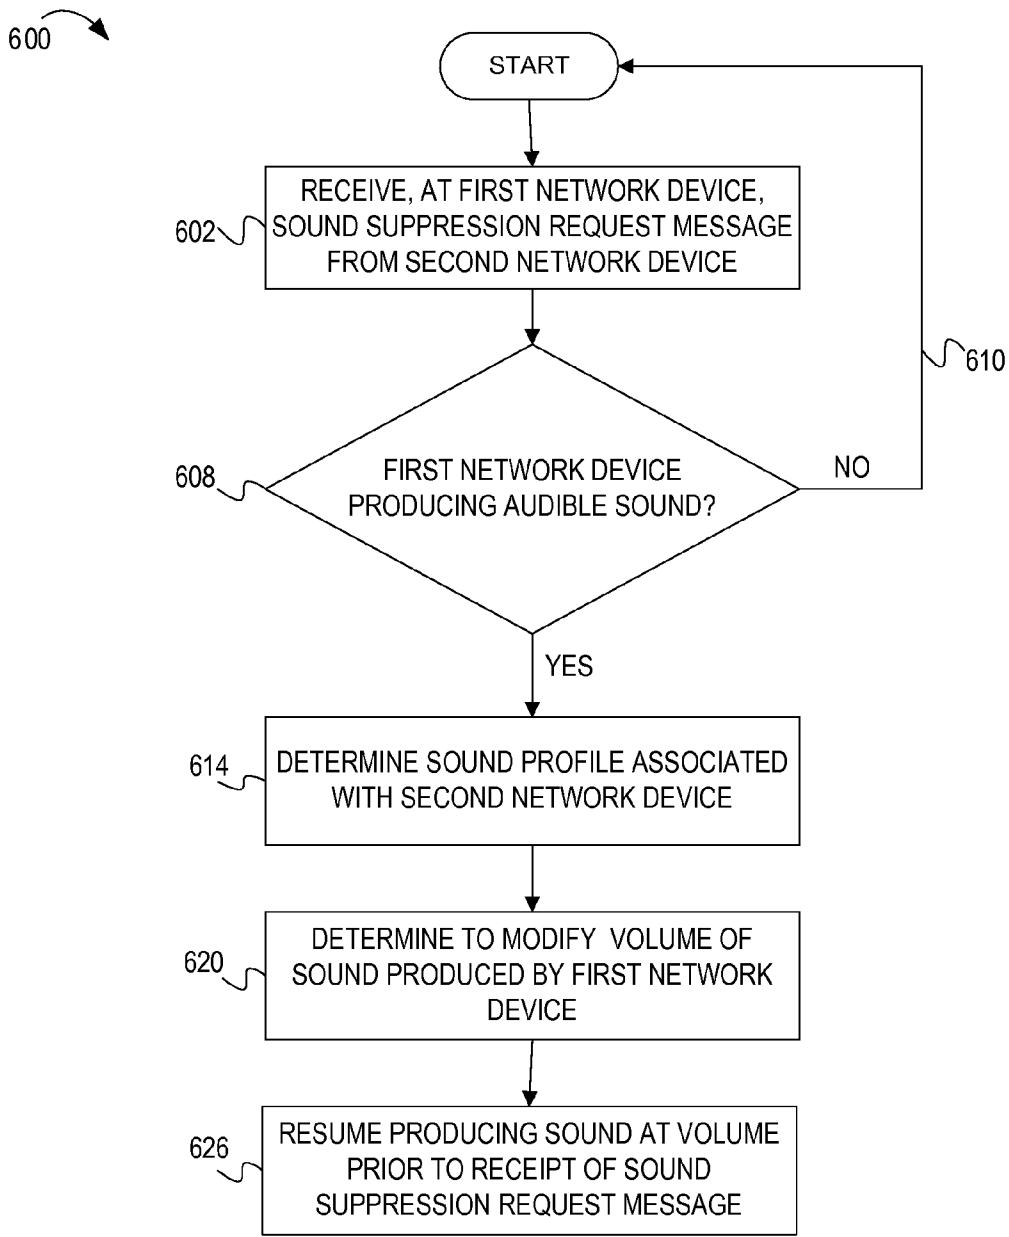 600
START
RECEIVE, AT FIRST NETWORK DEVICE,
SOUND SUPPRESSION REQUEST MESSAGE
FROM SECOND NETWORK DEVICE
602
610
FIRST NETWORK DEVICE
PRODUCING AUDIBLE SOUND?
608
NO
YES
DETERMINE SOUND PROFILE ASSOCIATED
WITH SECOND NETWORK DEVICE
614
DETERMINE TO MODIFY VOLUME OF
SOUND PRODUCED BY FIRST NETWORK
DEVICE
620
RESUME PRODUCING SOUND AT VOLUME
PRIOR TO RECEIPT OF SOUND
SUPPRESSION REQUEST MESSAGE
626